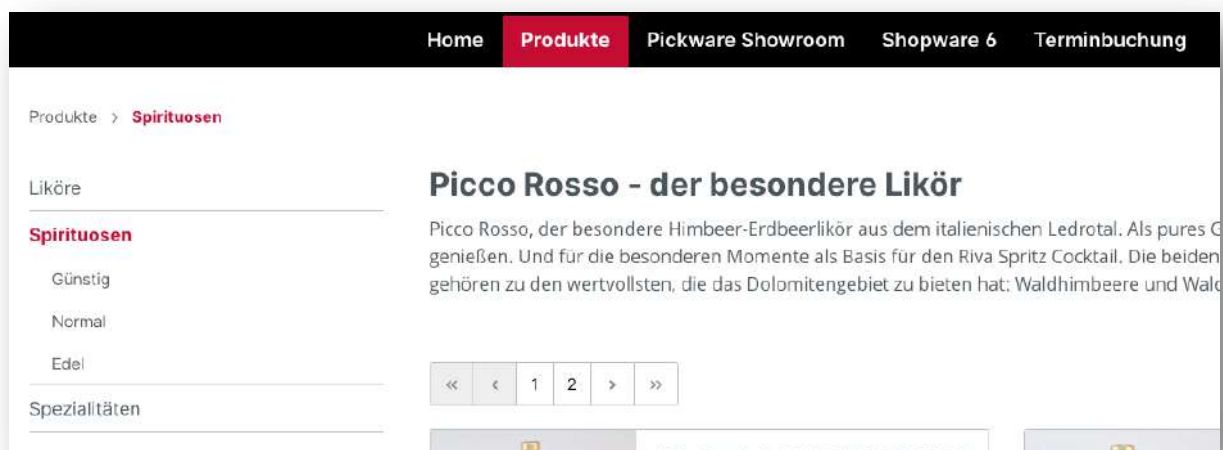 Home Produkte Pickware Showroom Shopware 6 Terminbuchung
Produkte > Spirituosen
Liköre
Spirituosen
Günstig
Normal
Edel
Spezialitäten
Picco Rosso - der besondere Likör
Picco Rosso, der besondere Himbeer-Erdbeerlikör aus dem italienischen Ledrotal. Als pures
genießen. Und für die besonderen Momente als Basis für den Riva Spritz Cocktail. Die beiden
gehören zu den wertvollsten, die das Dolomitengebiet zu bieten hat: Waldhimbeere und
« ‹ 1 2 › »